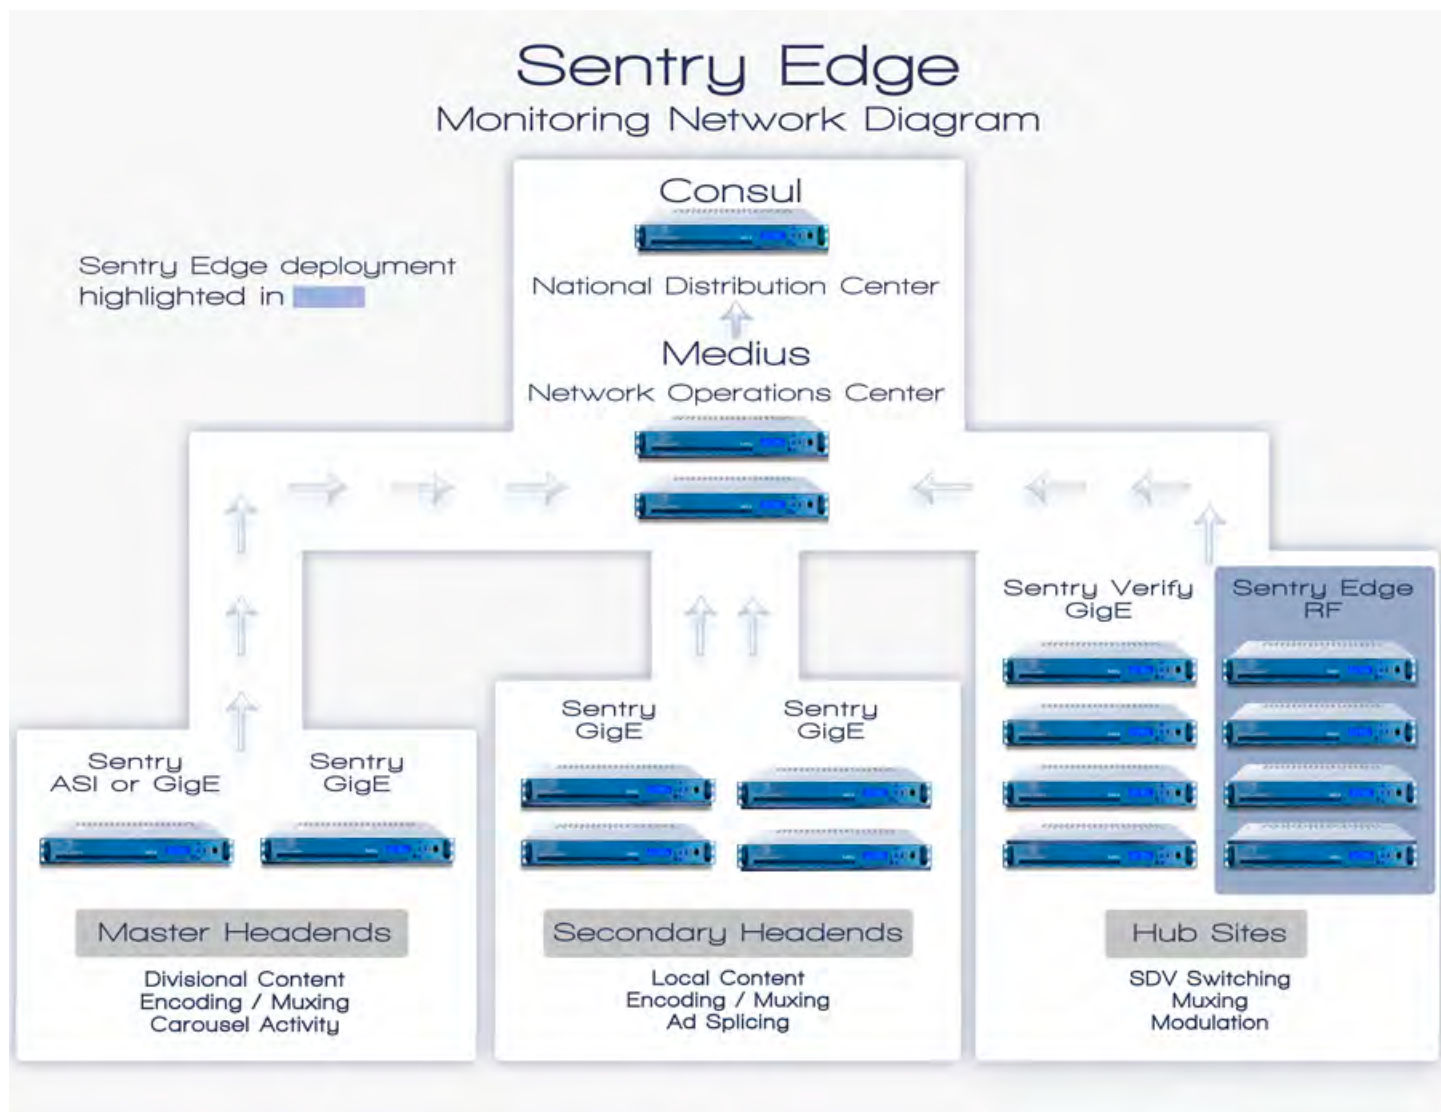 Sentry Edge
Monitoring Network Diagram
Consul
Sentry Edge deployment
highlighted in
National Distribution Center
Medius
Network Operations Center
Sentry Verify
GigE
Sentry Edge
RF
Sentry
GigE
Sentry
GigE
Sentry
ASI or GigE
Sentry
GigE
Master Headends
Divisional Content
Encoding / Muxing
Carousel Activity
Secondary Headends
Local Content
Encoding / Muxing
Ad Splicing
Hub Sites
SDV Switching
Muxing
Modulation